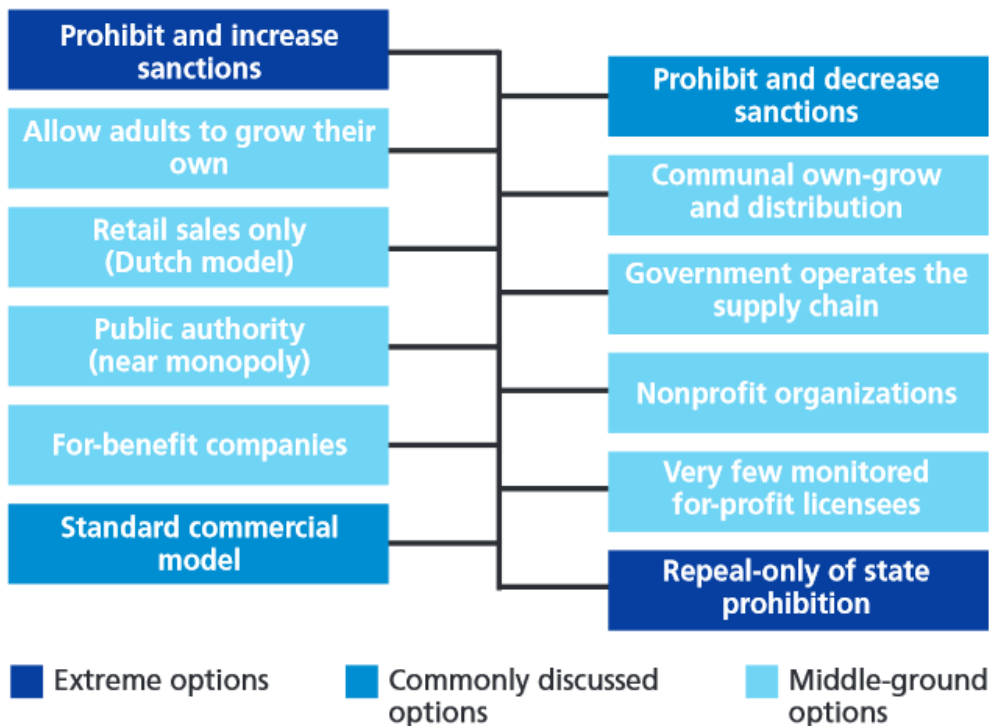 Prohibit and increase
sanctions
Prohibit and decrease
sanctions
Allow adults to grow their
own
Communal own-grow
and distribution
Retail sales only
(Dutch model)
Government operates the
supply chain
Public authority
(near monopoly)
Nonprofit organizations
For-benefit companies
Very few monitored
for-profit licensees
Standard commercial
model
Repeal-only of state
prohibition
Extreme options
Commonly discussed
options
Middle-ground
options